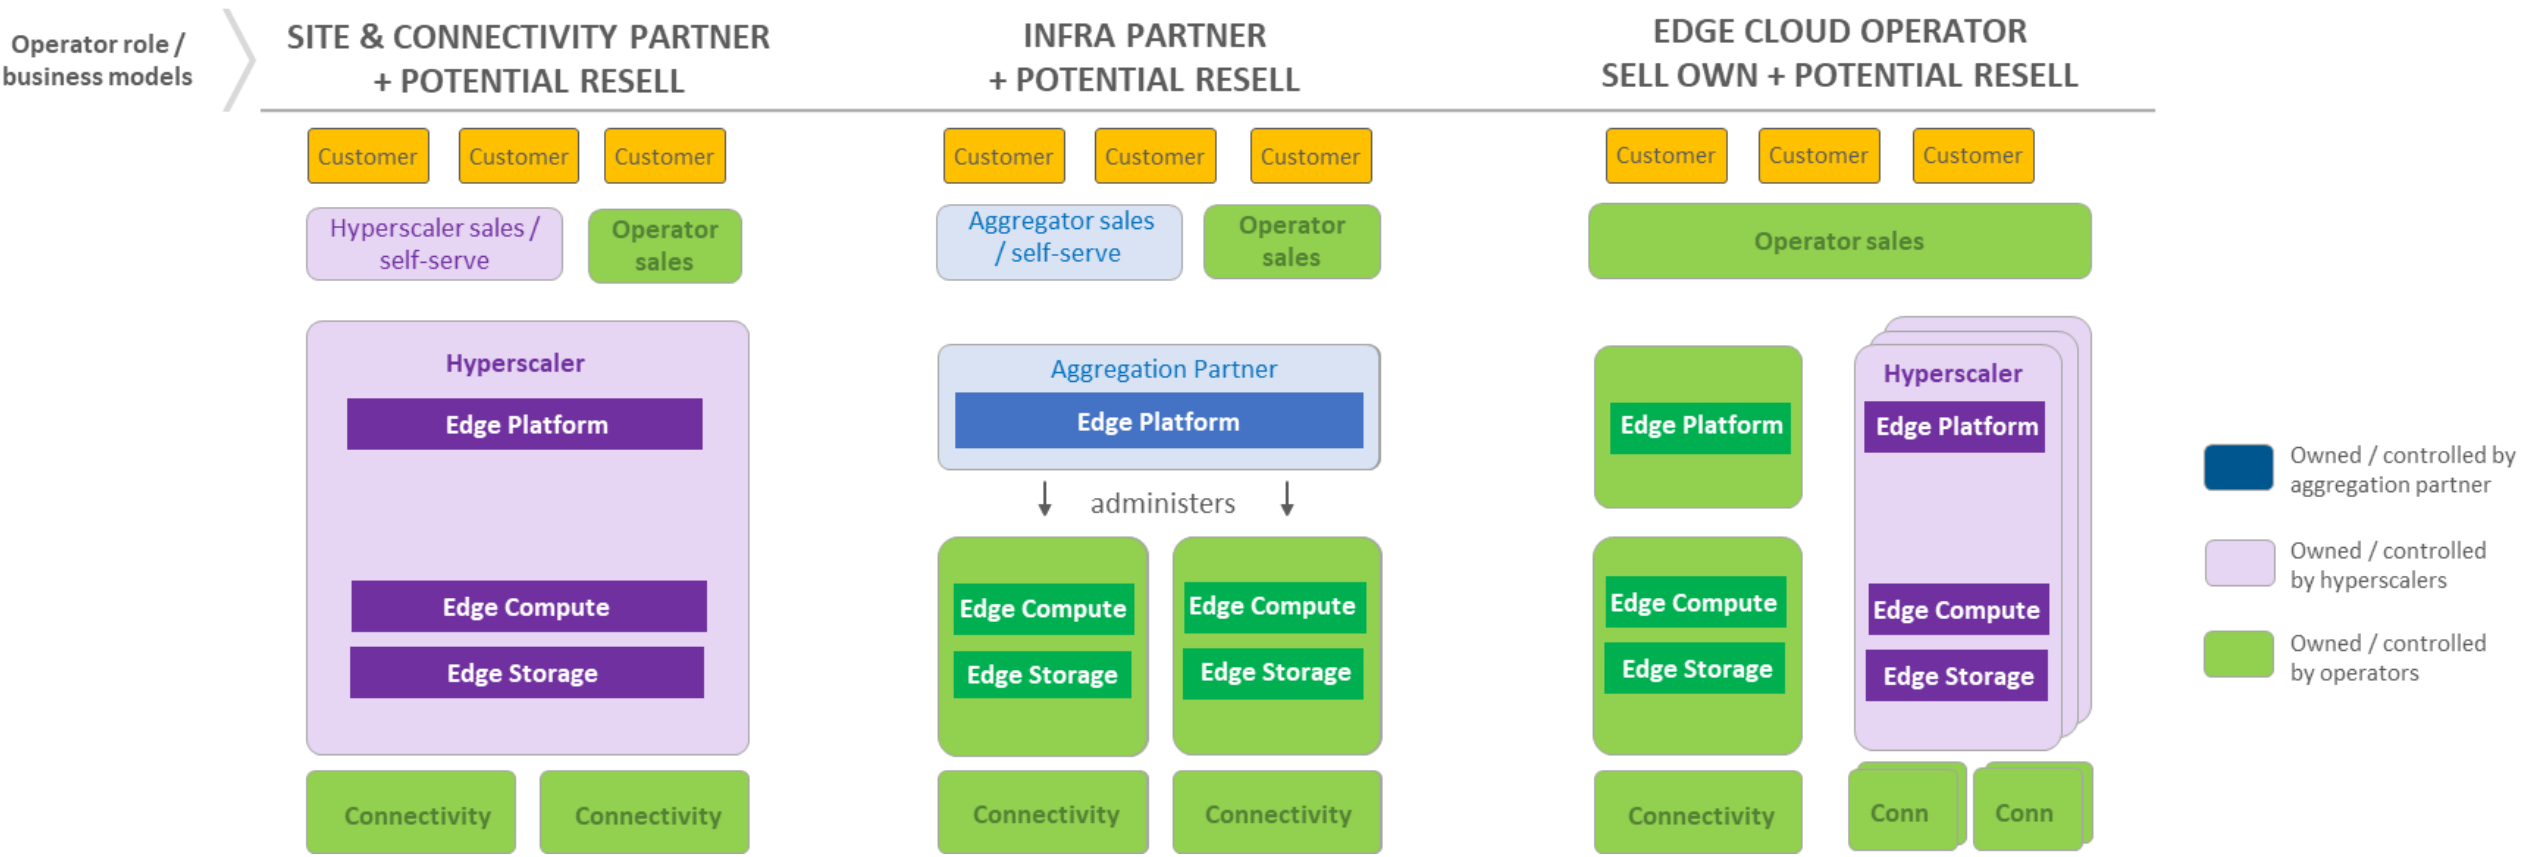 Operator role /
business models
SITE & CONNECTIVITY PARTNER
+ POTENTIAL RESELL
INFRA PARTNER
+ POTENTIAL RESELL
EDGE CLOUD OPERATOR
SELL OWN + POTENTIAL RESELL
Customer
Customer
Customer
Hyperscaler sales /
self-serve
Operator
sales
Hyperscaler
Edge Platform
Edge Compute
Edge Storage
Connectivity
Connectivity
Customer
Customer
Customer
Aggregator sales
/ self-serve
Operator
sales
Aggregation Partner
Edge Platform
administers
Edge Compute
Edge Storage
Edge Compute
Edge Storage
Connectivity
Connectivity
Customer
Customer
Customer
Operator sales
Edge Platform
Edge Compute
Edge Storage
Connectivity
Hyperscaler
Edge Platform
Edge Compute
Edge Storage
Conn
Conn
Owned / controlled by
aggregation partner
Owned / controlled
by hyperscalers
Owned / controlled
by operators